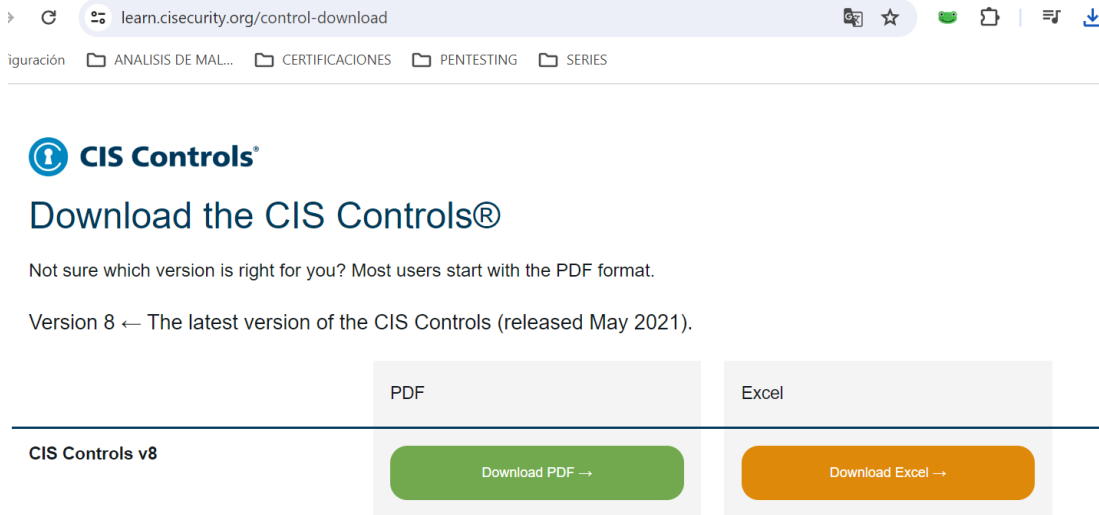 learn.cisecurity.org/control-download
ANALISIS DE MAL... CERTIFICACIONES PENTESTING SERIES
CIS Controls®
Download the CIS Controls®
Not sure which version is right for you? Most users start with the PDF format.
Version 8 ← The latest version of the CIS Controls (released May 2021).
PDF Excel
CIS Controls v8 Download PDF → Download Excel →